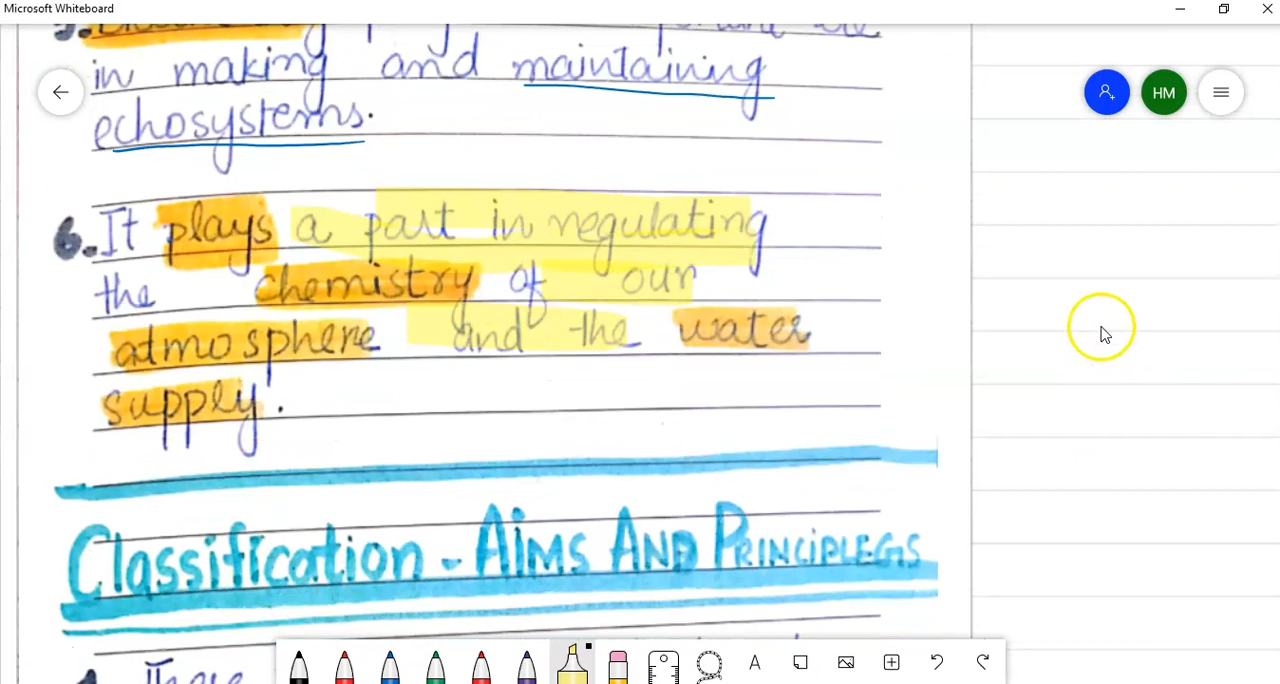 Microsoft Whiteboard
in making and maintaining
echosystems.
HM
6. It plays a part in regulating
the chemistry of our
atmosphere and the water
supply.
Classification - AIMS AND PRINCIPLEGIS